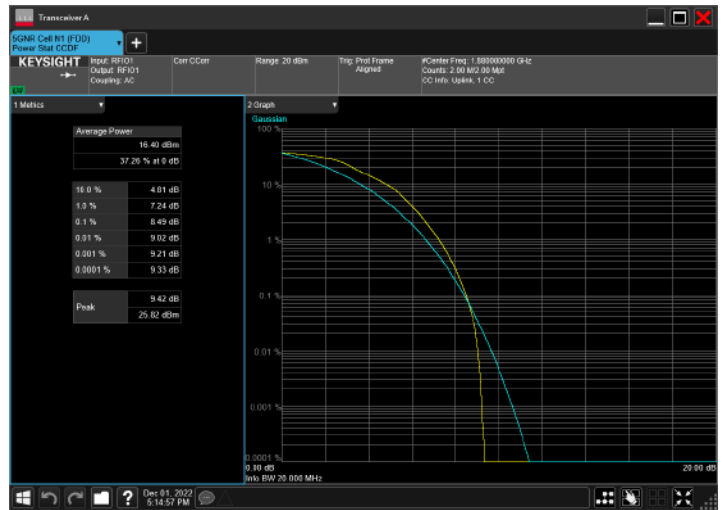 Transceiver A
5GNR Cell N1 (FDD)
Power Stat CCDF
KEYSIGHT
Input: RFIO1
Output: RFIO1
Coupling: AC
Corr CCorr
Range: 20 dBm
Trig: Prot Frame
Aligned
#Center Freq: 1.880000000 GHz
Counts: 2.00 M/2.00 Mpt
CC Info: Uplink, 1 CC
1 Metrics
Average Power
16.40 dBm
37.26 % at 0 dB
10.0 % 4.81 dB
1.0 % 7.24 dB
0.1 % 8.49 dB
0.01 % 9.02 dB
0.001 % 9.21 dB
0.0001 % 9.33 dB
Peak
9.42 dB
25.82 dBm
2 Graph
Gaussian
100 %
10 %
1 %
0.1 %
0.01 %
0.001 %
0.0001 %
0.00 dB
20.00 dB
Info BW 20.000 MHz
Dec 01, 2022
5:14:57 PM